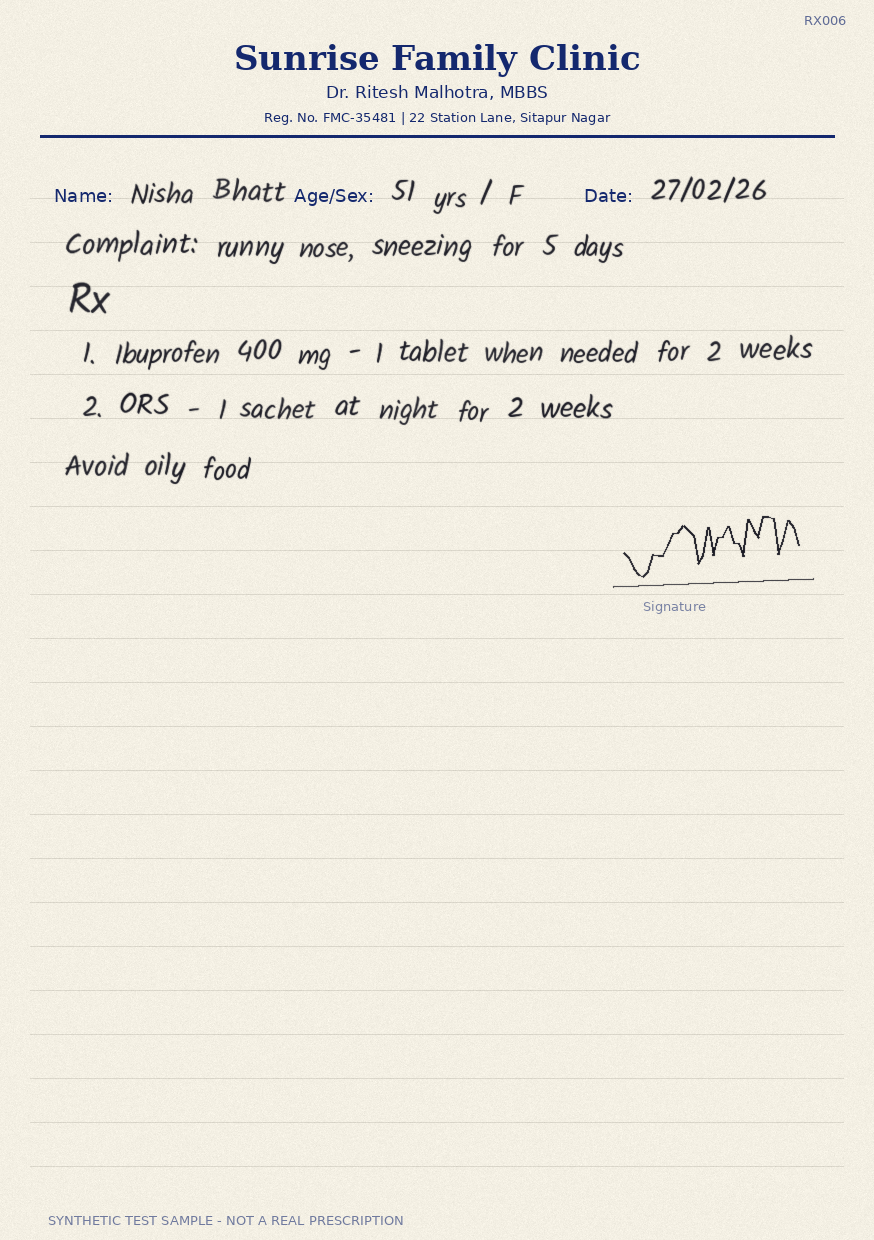 RX006
Sunrise Family Clinic
Dr. Ritesh Malhotra, MBBS
Reg. No. FMC-35481 | 22 Station Lane, Sitapur Nagar
Name: Nisha Bhatt Age/Sex: 51 yrs / F Date: 27/02/26
Complaint: runny nose, sneezing for 5 days
Rx
1. Ibuprofen 400 mg - 1 tablet when needed for 2 weeks
2. ORS - 1 sachet at night for 2 weeks
Avoid oily food
Signature
SYNTHETIC TEST SAMPLE - NOT A REAL PRESCRIPTION